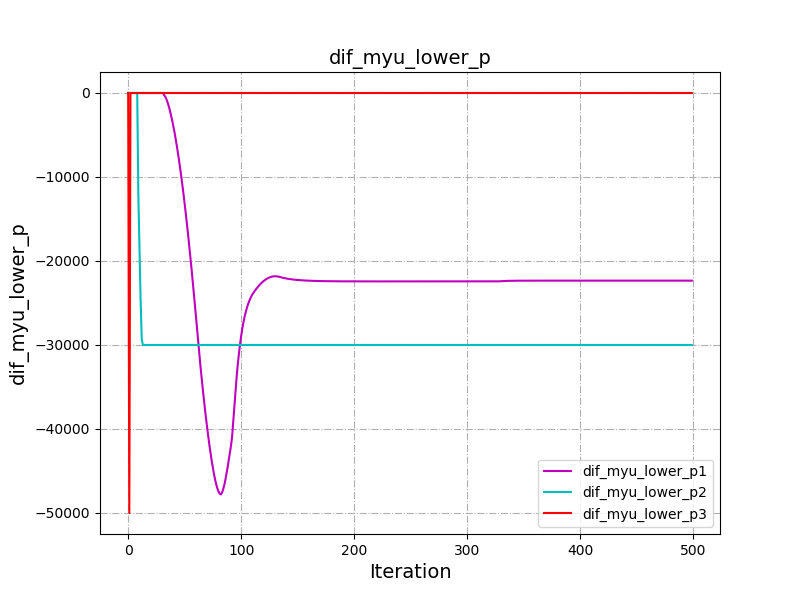 dif_myu_lower_p
0
−10000
−20000
−30000
−40000
−50000
dif_myu_lower_p
0 100 200 300 400 500
Iteration
dif_myu_lower_p1
dif_myu_lower_p2
dif_myu_lower_p3